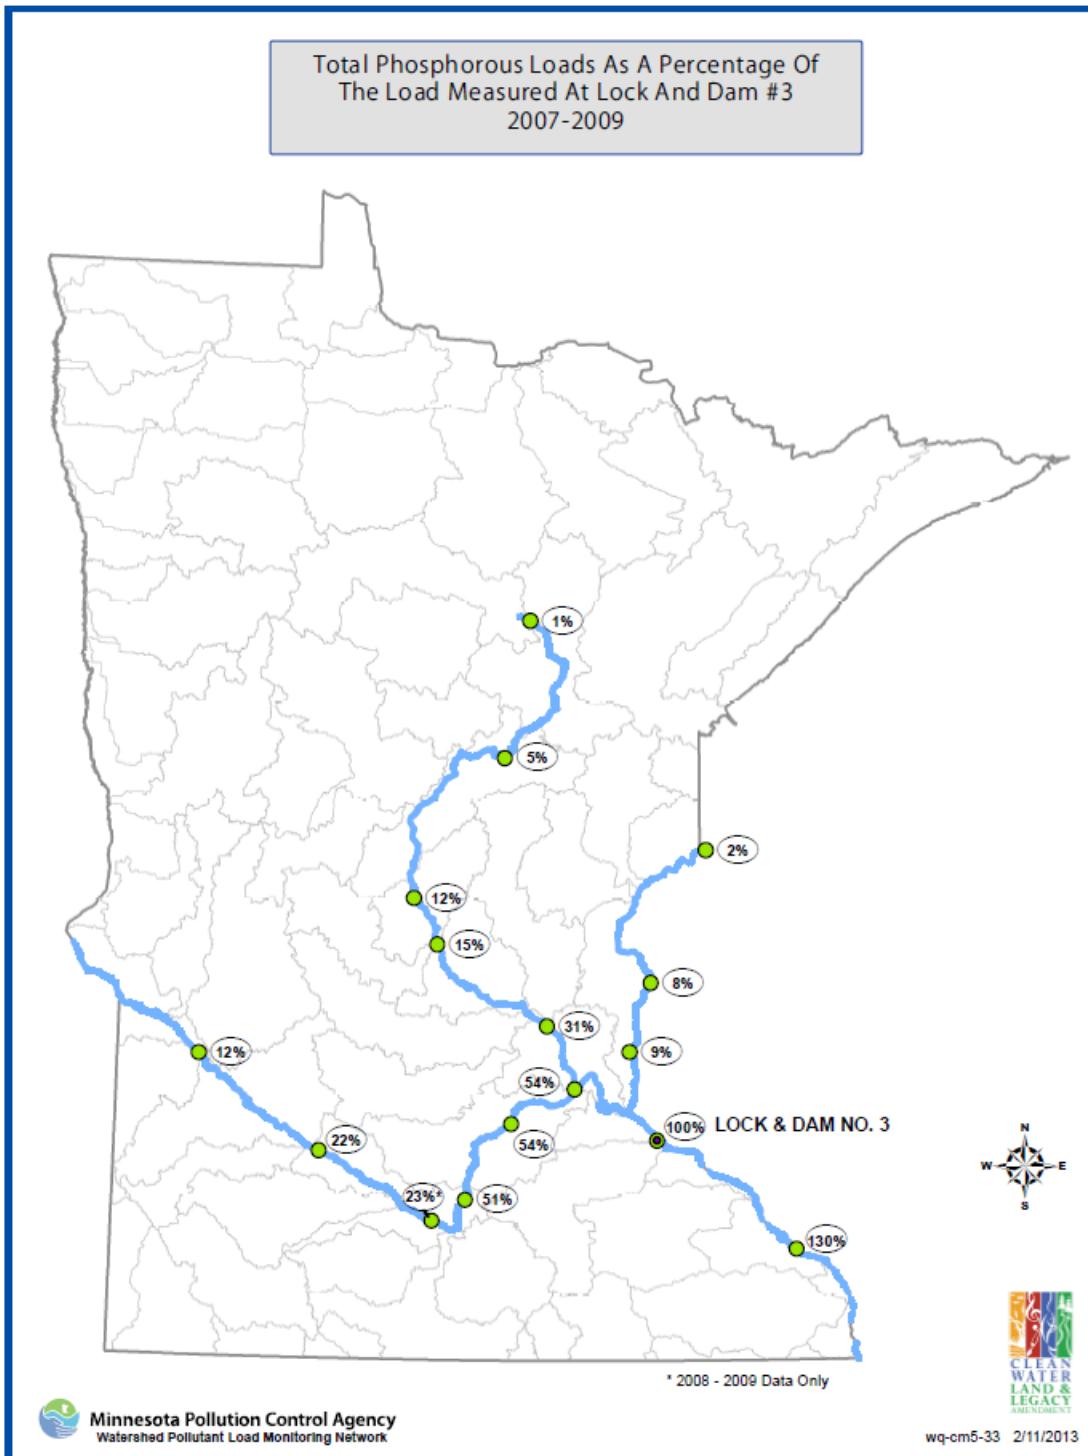 Total Phosphorous Loads As A Percentage Of
The Load Measured At Lock And Dam #3
2007-2009
1%
5%
2%
12%
15%
8%
31%
9%
12%
54%
100% LOCK & DAM NO. 3
54%
22%
N
W E
S
23%*
51%
130%
* 2008 - 2009 Data Only
CLEAN
WATER
LAND &
LEGACY
AMENDMENT
Minnesota Pollution Control Agency
Watershed Pollutant Load Monitoring Network
wq-cm5-33 2/11/2013